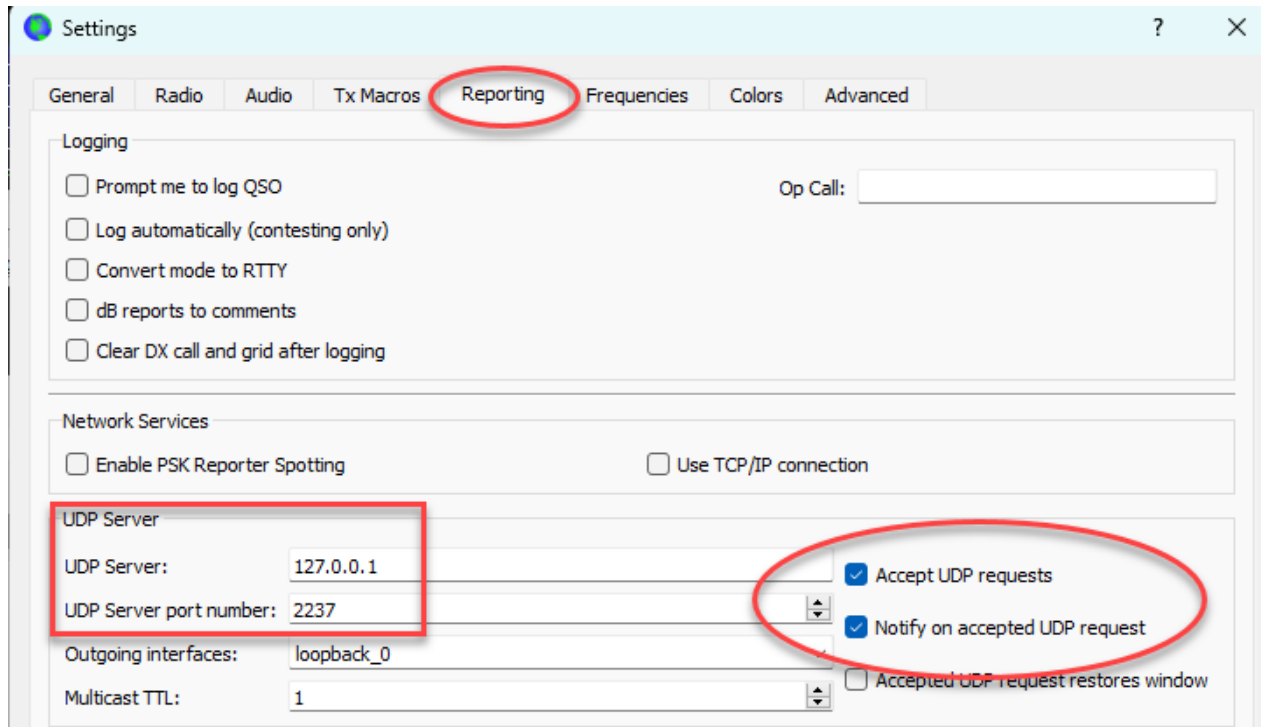 Settings ?
General Radio Audio Tx Macros Reporting Frequencies Colors Advanced
Logging
Prompt me to log QSO Op Call:
Log automatically (contesting only)
Convert mode to RTTY
dB reports to comments
Clear DX call and grid after logging
Network Services
Enable PSK Reporter Spotting Use TCP/IP connection
UDP Server
UDP Server: 127.0.0.1 Accept UDP requests
UDP Server port number: 2237 Notify on accepted UDP request
Outgoing interfaces: loopback_0
Accepted UDP request restores window
Multicast TTL: 1